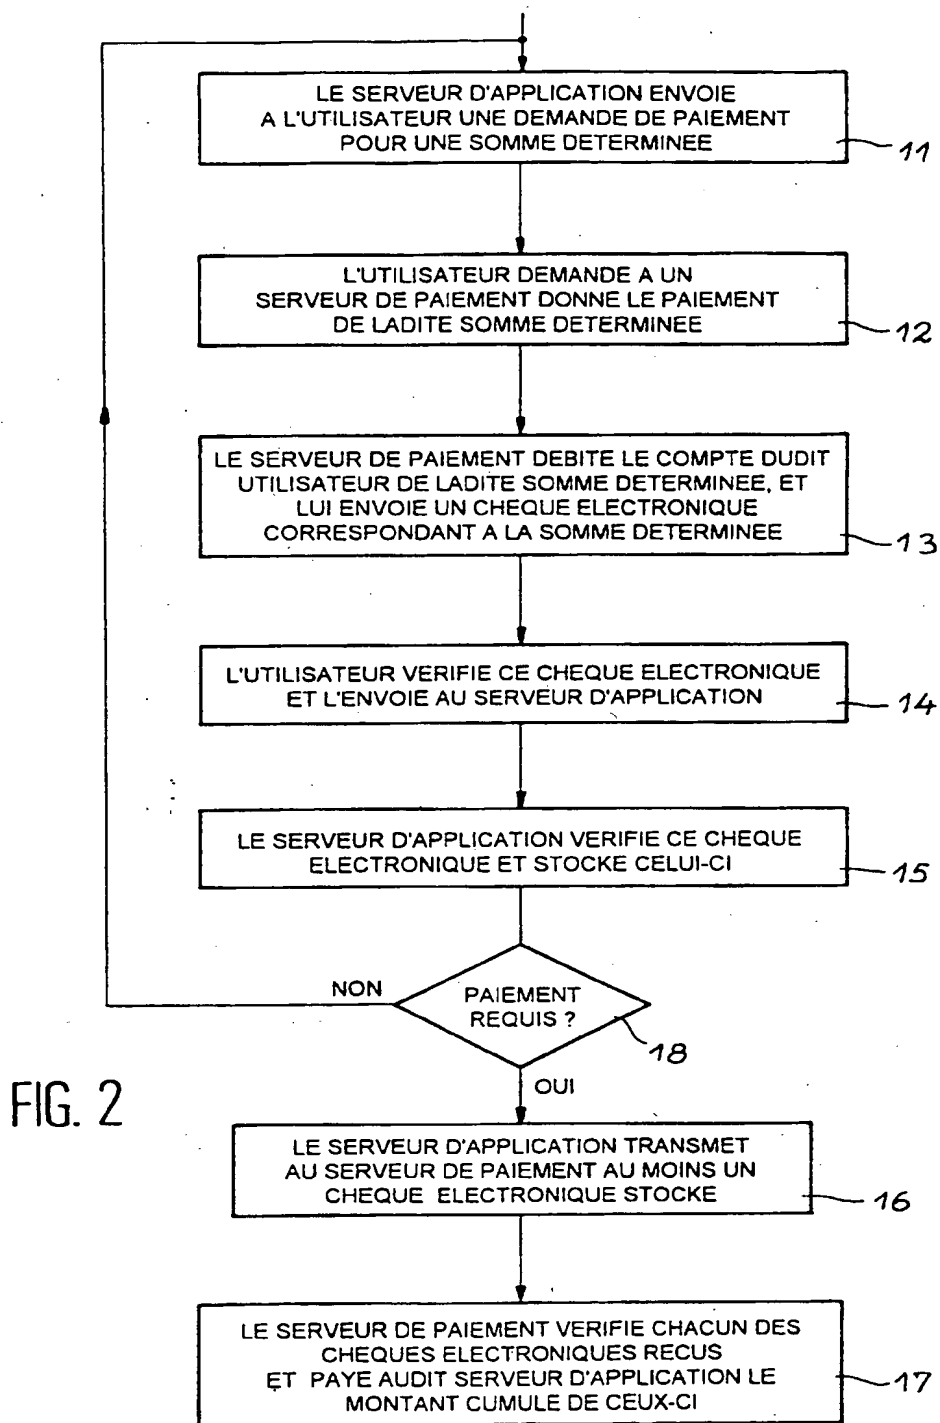 LE SERVEUR D'APPLICATION ENVOIE
A L'UTILISATEUR UNE DEMANDE DE PAIEMENT
POUR UNE SOMME DETERMINEE
11
L'UTILISATEUR DEMANDE A UN
SERVEUR DE PAIEMENT DONNE LE PAIEMENT
DE LADITE SOMME DETERMINEE
12
LE SERVEUR DE PAIEMENT DEBITE LE COMPTE DUDIT
UTILISATEUR DE LADITE SOMME DETERMINEE, ET
LUI ENVOIE UN CHEQUE ELECTRONIQUE
CORRESPONDANT A LA SOMME DETERMINEE
13
L'UTILISATEUR VERIFIE CE CHEQUE ELECTRONIQUE
ET L'ENVOIE AU SERVEUR D'APPLICATION
14
LE SERVEUR D'APPLICATION VERIFIE CE CHEQUE
ELECTRONIQUE ET STOCKE CELUI-CI
15
NON
PAIEMENT
REQUIS ?
18
OUI
FIG. 2
LE SERVEUR D'APPLICATION TRANSMET
AU SERVEUR DE PAIEMENT AU MOINS UN
CHEQUE ELECTRONIQUE STOCKE
16
LE SERVEUR DE PAIEMENT VERIFIE CHACUN DES
CHEQUES ELECTRONIQUES RECUS
ET PAYE AUDIT SERVEUR D'APPLICATION LE
MONTANT CUMULE DE CEUX-CI
17